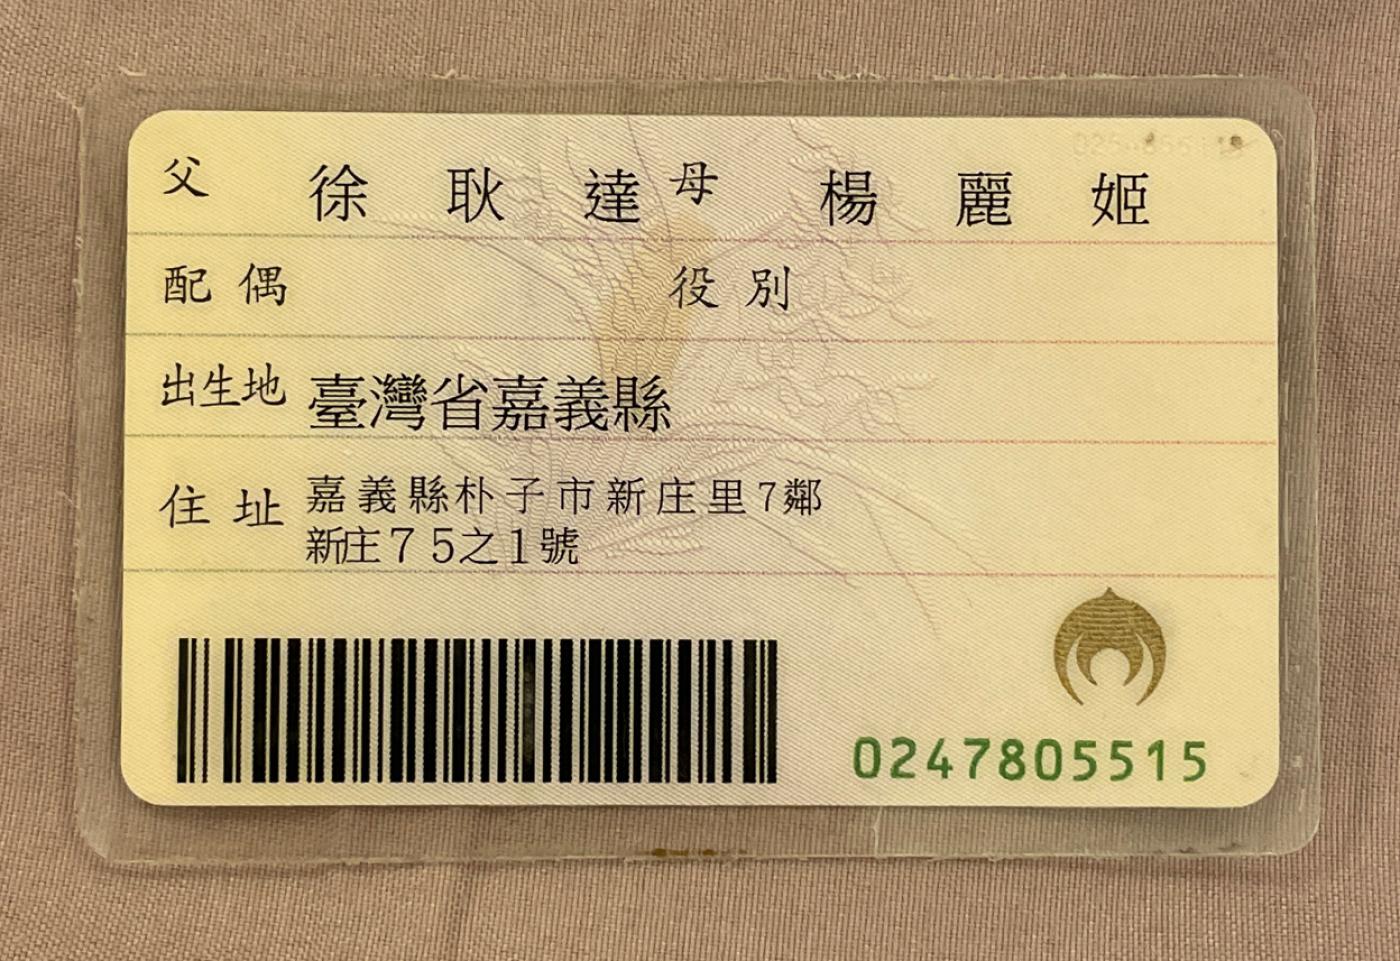 父 徐耿達 母 楊麗姬
配偶 役別
出生地 臺灣省嘉義縣
住址 嘉義縣朴子市新庄里7鄰
新庄75之1號
0247805515